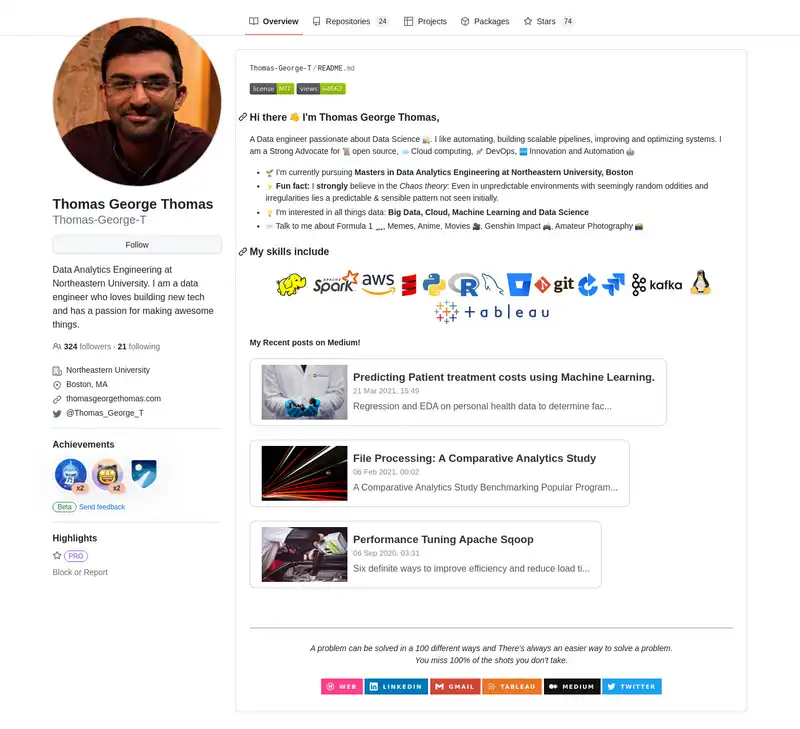 Overview
Repositories 24
Projects
Packages
Stars 74
Thomas George Thomas
Thomas-George-T
Follow
Data Analytics Engineering at
Northeastern University. I am a data
engineer who loves building new tech
and has a passion for making awesome
things.
324 followers · 21 following
Northeastern University
Boston, MA
thomasgeorgethomas.com
@Thomas_George_T
Achievements
x2
x2
Beta Send feedback
Highlights
PRO
Block or Report
Thomas-George-T/README.md
license MIT views 64662
Hi there 👋 I'm Thomas George Thomas,
A Data engineer passionate about Data Science. I like automating, building scalable pipelines, improving and optimizing systems. I
am a Strong Advocate for open source, Cloud computing, DevOps, Innovation and Automation
I'm currently pursuing Masters in Data Analytics Engineering at Northeastern University, Boston
Fun fact: I strongly believe in the Chaos theory: Even in unpredictable environments with seemingly random oddities and
irregularities lies a predictable & sensible pattern not seen initially.
I'm interested in all things data: Big Data, Cloud, Machine Learning and Data Science
Talk to me about Formula 1, Memes, Anime, Movies, Genshin Impact, Amateur Photography
My skills include
APACHE Spark aws R git kafka
+ableau
My Recent posts on Medium!
Predicting Patient treatment costs using Machine Learning.
21 Mar 2021, 15:49
Regression and EDA on personal health data to determine fac...
File Processing: A Comparative Analytics Study
06 Feb 2021, 00:02
A Comparative Analytics Study Benchmarking Popular Program...
Performance Tuning Apache Sqoop
06 Sep 2020, 03:31
Six definite ways to improve efficiency and reduce load ti...
A problem can be solved in a 100 different ways and There's always an easier way to solve a problem.
You miss 100% of the shots you don't take.
WEB LINKEDIN GMAIL TABLEAU MEDIUM TWITTER